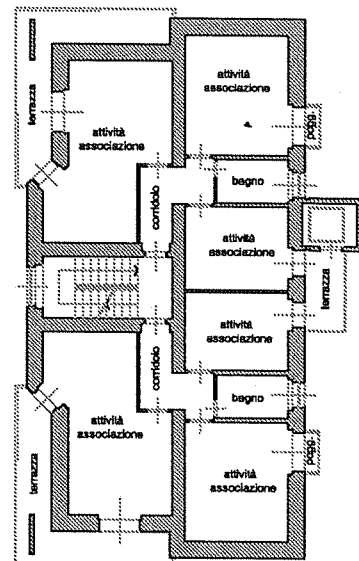 terrazza
attività
associazione
attività
associazione
pogg.
corridoio
bagno
attività
associazione
terrazza
attività
associazione
corridoio
bagno
attività
associazione
terrazza
attività
associazione
pogg.